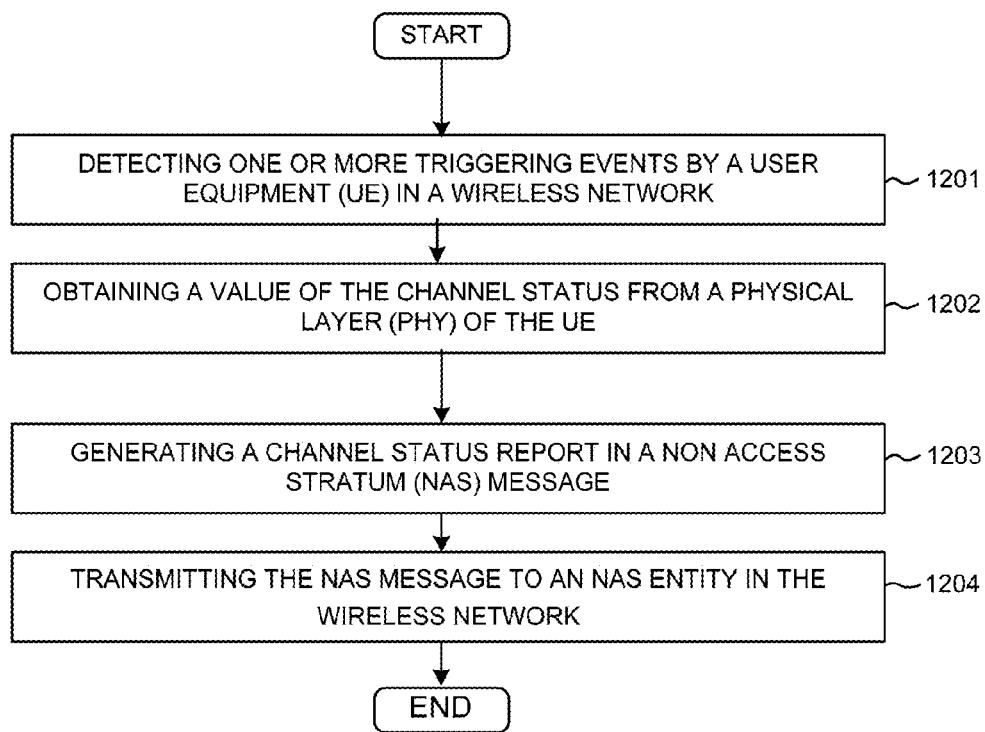 START
DETECTING ONE OR MORE TRIGGERING EVENTS BY A USER
EQUIPMENT (UE) IN A WIRELESS NETWORK
1201
OBTAINING A VALUE OF THE CHANNEL STATUS FROM A PHYSICAL
LAYER (PHY) OF THE UE
1202
GENERATING A CHANNEL STATUS REPORT IN A NON ACCESS
STRATUM (NAS) MESSAGE
1203
TRANSMITTING THE NAS MESSAGE TO AN NAS ENTITY IN THE
WIRELESS NETWORK
1204
END